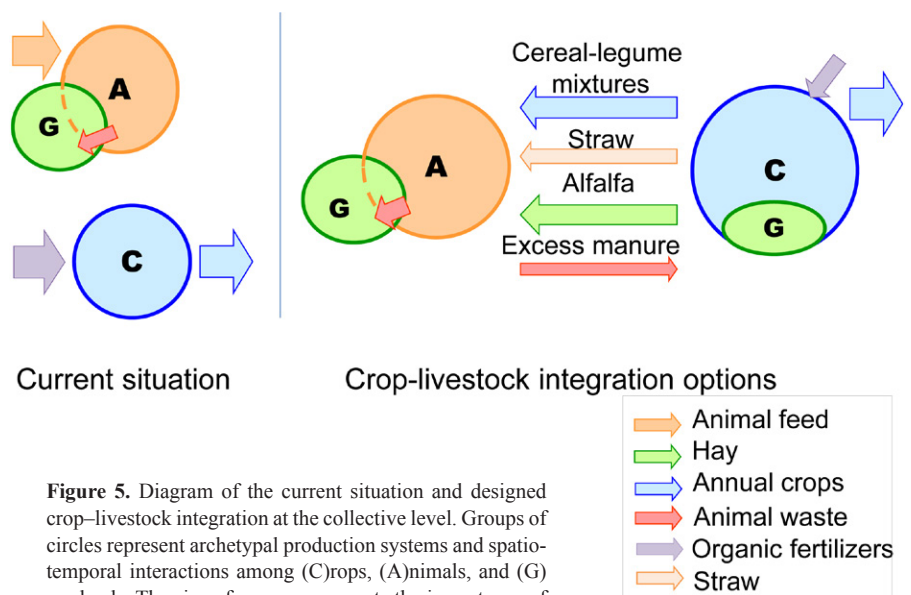 A
G
C
Cereal-legume
mixtures
Straw
Alfalfa
Excess manure
G
A
C
G
Current situation
Crop-livestock integration options
Animal feed
Hay
Annual crops
Animal waste
Organic fertilizers
Straw
Figure 5. Diagram of the current situation and designed
crop–livestock integration at the collective level. Groups of
circles represent archetypal production systems and spatio-
temporal interactions among (C)rops, (A)nimals, and (G)